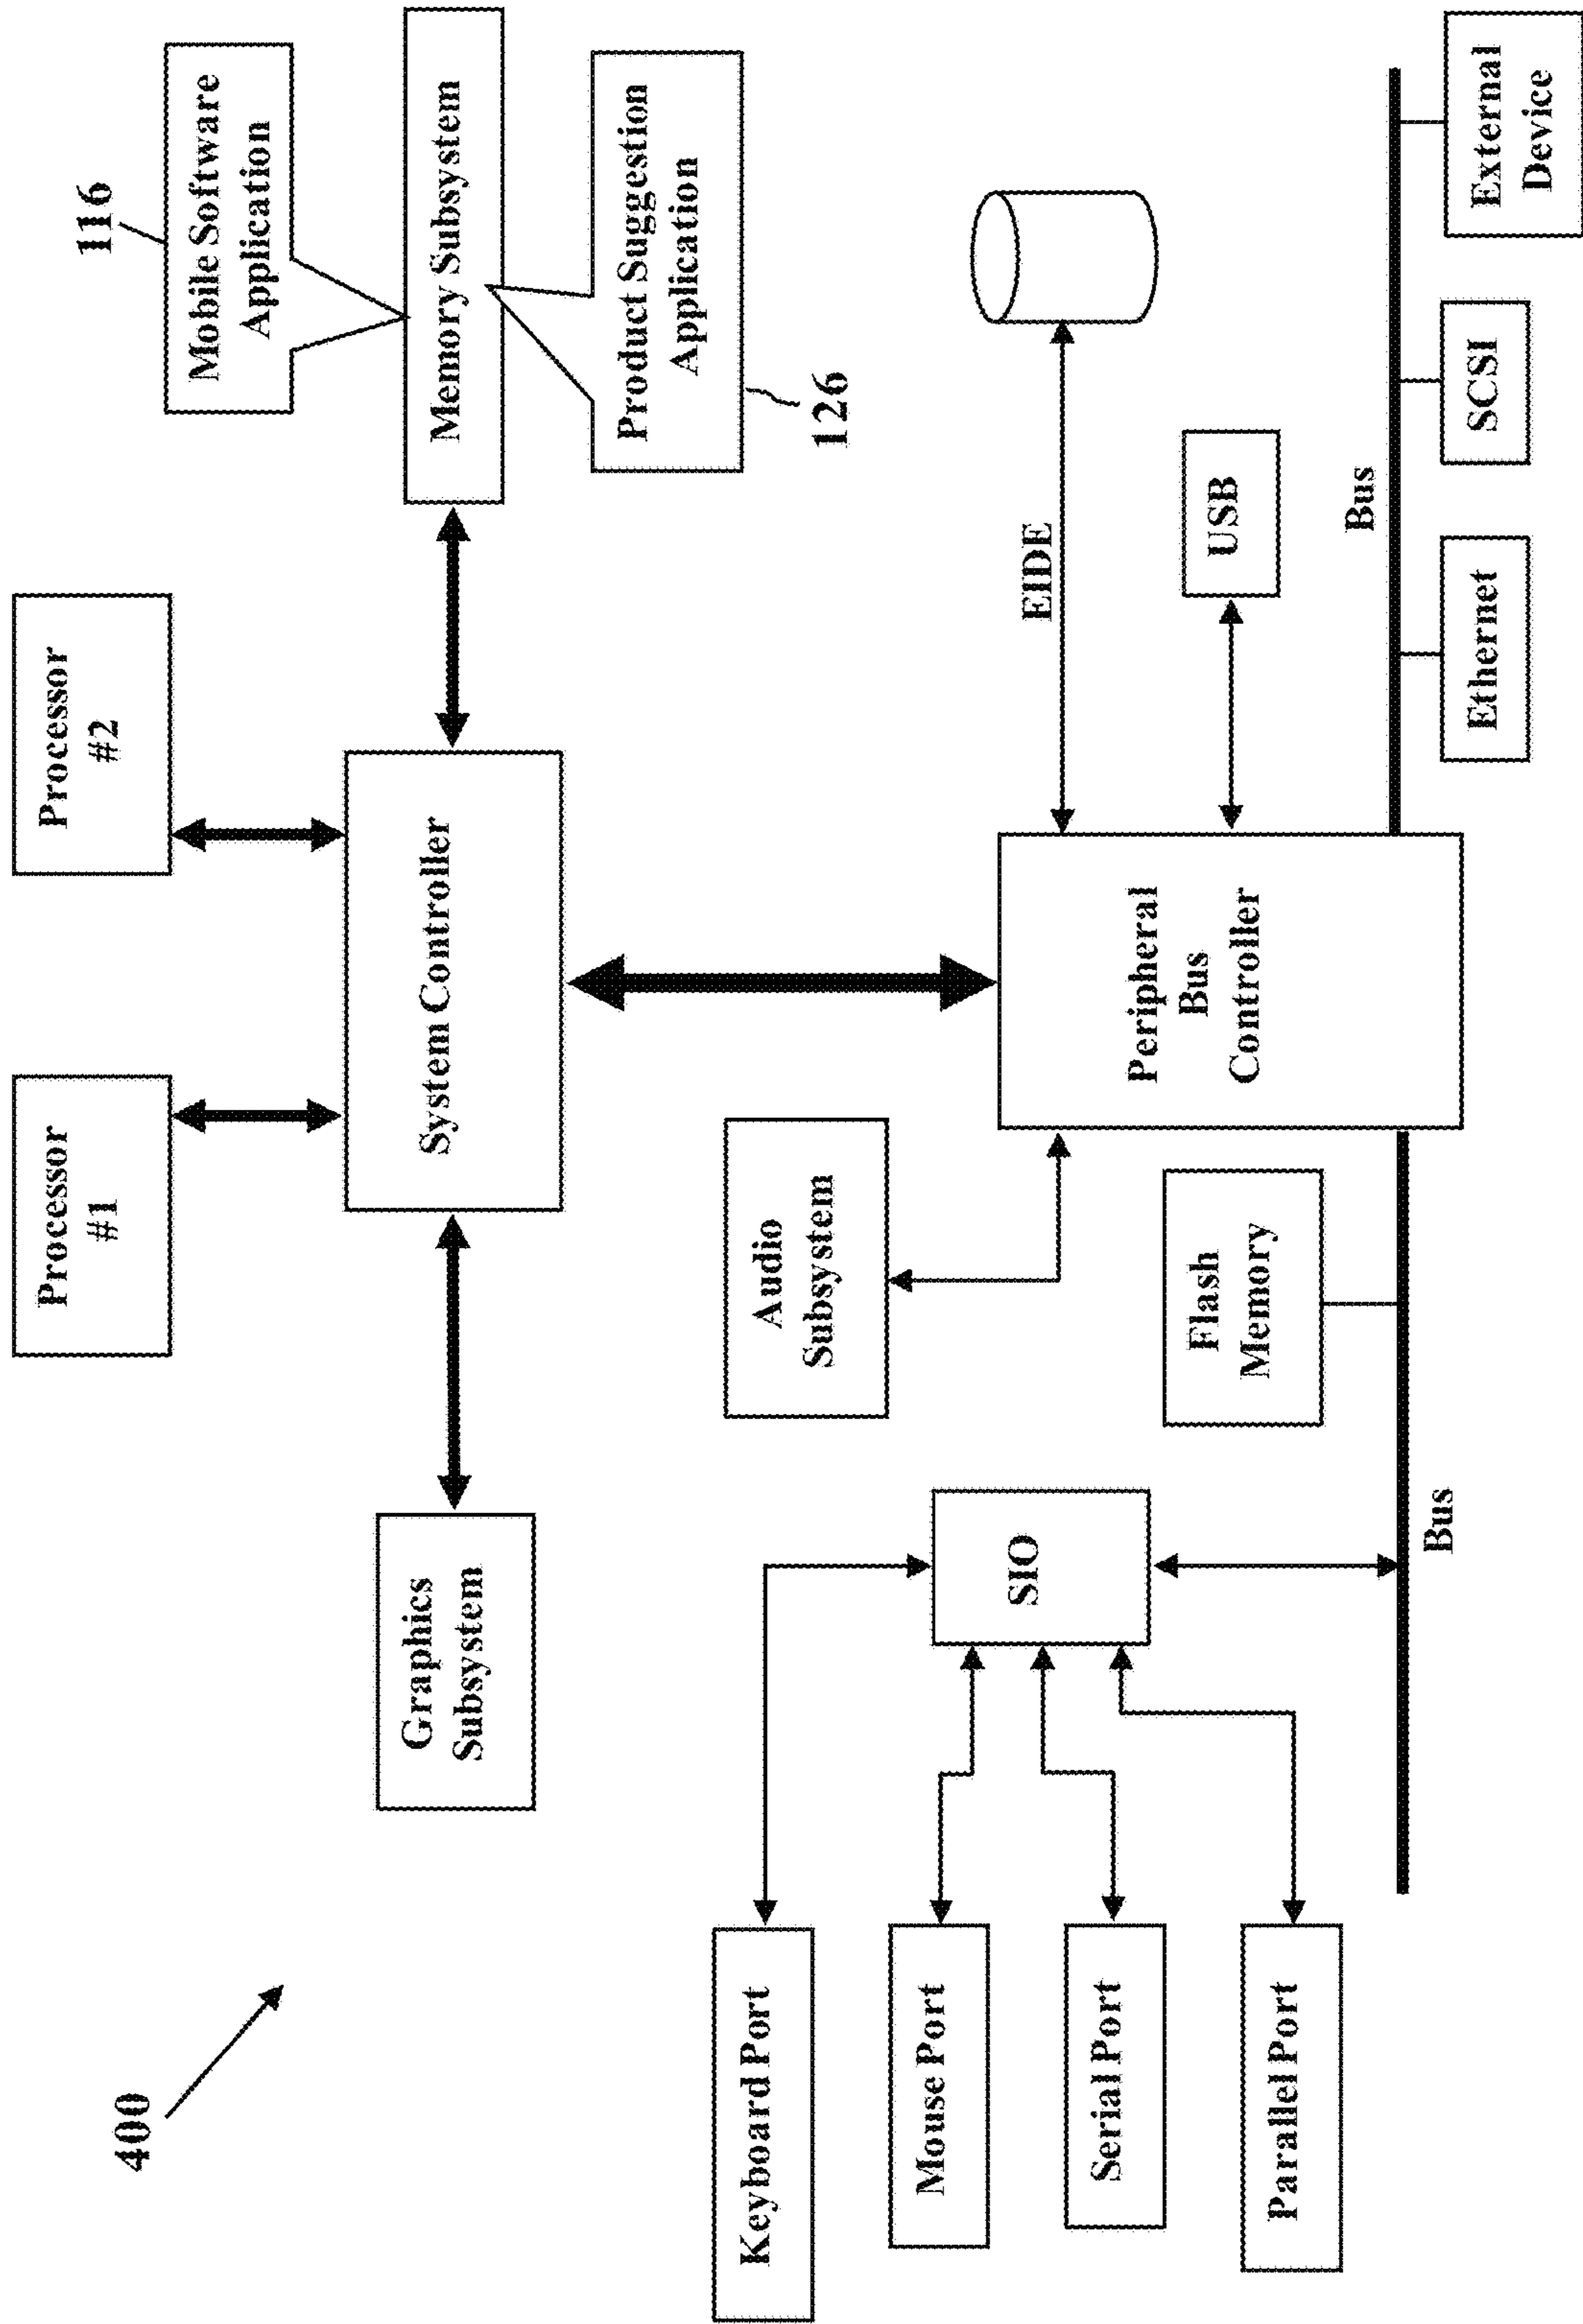 400
Processor
#1
Processor
#2
116
Mobile Software
Application
Graphics
Subsystem
System Controller
Memory Subsystem
Product Suggestion
Application
126
Keyboard Port
Mouse Port
Serial Port
Parallel Port
SIO
Audio
Subsystem
Flash
Memory
Bus
Peripheral
Bus
Controller
EIDE
USB
Bus
Ethernet
SCSI
External
Device